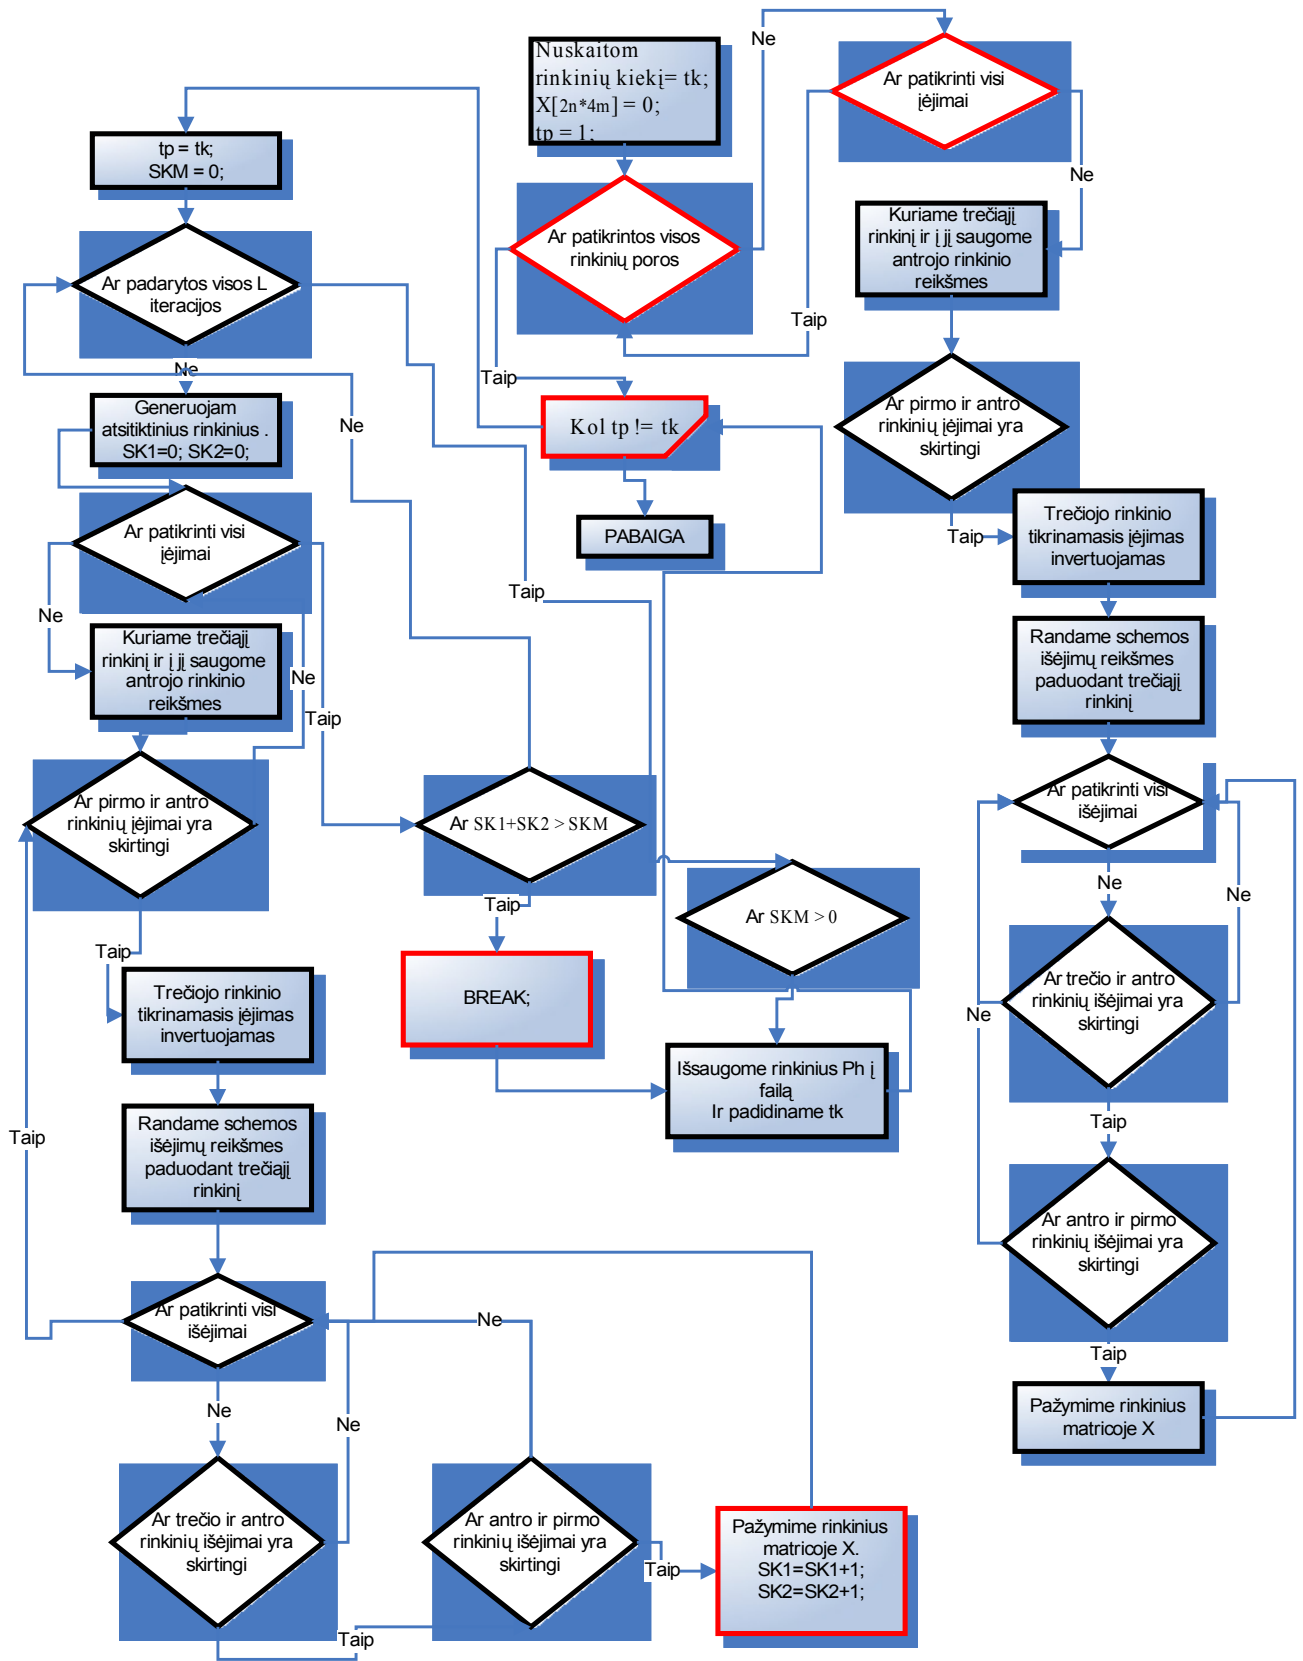 Nuskaitom
rinkinių kiekį= tk;
X[2n*4m] = 0;
tp = 1;
Ne
Ar patikrinti visi
įėjimai
Ne
Taip
tp = tk;
SKM = 0;
Ar patikrintos visos
rinkinių poros
Taip
Kuriame trečiąjį
rinkinį ir į jį saugome
antrojo rinkinio
reikšmes
Ar padarytos visos L
iteracijos
Ne
Ne
Taip
Generuojam
atsitiktinius rinkinius .
SK1=0; SK2=0;
Kol tp != tk
PABAIGA
Ar pirmo ir antro
rinkinių įėjimai yra
skirtingi
Taip
Trečiojo rinkinio
tikrinamasis įėjimas
invertuojamas
Randame schemos
išėjimų reikšmes
paduodant trečiąjį
rinkinį
Ar patikrinti visi
įėjimai
Ne
Kuriame trečiąjį
rinkinį ir į jį saugome
antrojo rinkinio
reikšmes
Ne
Taip
Ar pirmo ir antro
rinkinių įėjimai yra
skirtingi
Taip
Ar SK1+SK2 > SKM
Taip
BREAK;
Ar SKM > 0
Išsaugome rinkinius Ph į
failą
Ir padidiname tk
Ar patikrinti visi
išėjimai
Ne
Ne
Ar trečio ir antro
rinkinių išėjimai yra
skirtingi
Ne
Taip
Ar antro ir pirmo
rinkinių išėjimai yra
skirtingi
Taip
Pažymime rinkinius
matricoje X
Trečiojo rinkinio
tikrinamasis įėjimas
invertuojamas
Randame schemos
išėjimų reikšmes
paduodant trečiąjį
rinkinį
Taip
Ar patikrinti visi
išėjimai
Ne
Ne
Ne
Ar trečio ir antro
rinkinių išėjimai yra
skirtingi
Taip
Ar antro ir pirmo
rinkinių išėjimai yra
skirtingi
Taip
Pažymime rinkinius
matricoje X.
SK1=SK1+1;
SK2=SK2+1;